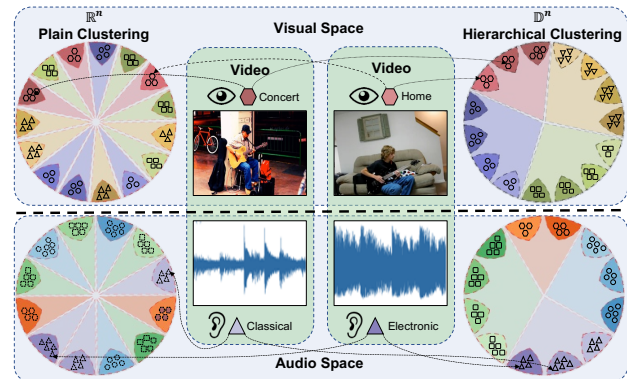 ℝⁿ
Plain Clustering
Visual Space
𝔻ⁿ
Hierarchical Clustering
Video
Video
Concert
Home
Classical
Electronic
Audio Space